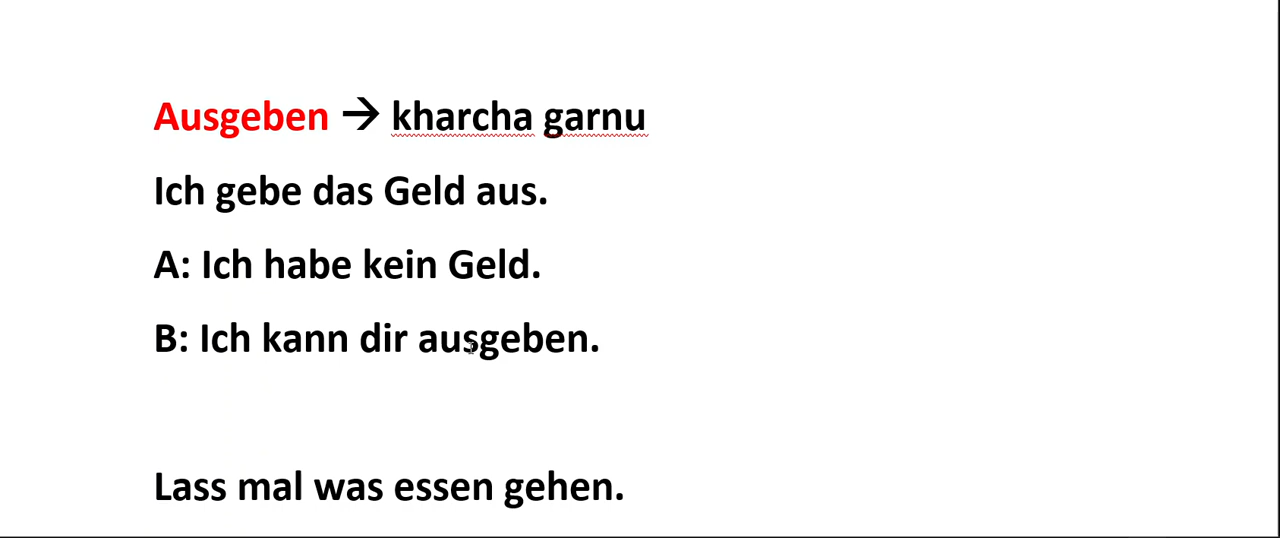 Ausgeben → kharcha garnu
Ich gebe das Geld aus.
A: Ich habe kein Geld.
B: Ich kann dir ausgeben.
Lass mal was essen gehen.